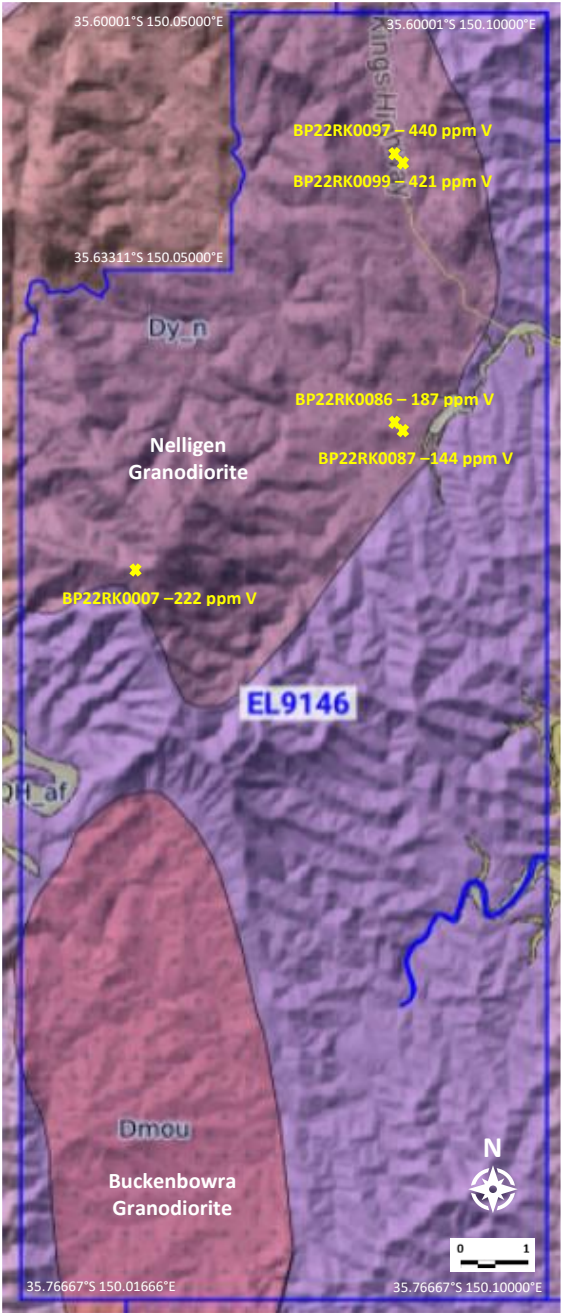 35.60001°S 150.05000°E
35.60001°S 150.10000°E
BP22RK0097 – 440 ppm V
BP22RK0099 – 421 ppm V
35.63311°S 150.05000°E
Dy_n
BP22RK0086 – 187 ppm V
Nelligen
Granodiorite
BP22RK0087 –144 ppm V
BP22RK0007 –222 ppm V
EL9146
QH_af
Dmou
Buckenbowra
Granodiorite
N
0 1
35.76667°S 150.01666°E
35.76667°S 150.10000°E